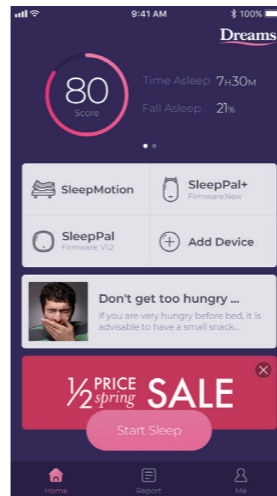 9:41 AM
100%
Dreams
80
Score
Time Asleep 7H30M
Fall Asleep 21%
SleepMotion
SleepPal+
Firmware:New
SleepPal
Firmware:V1.2
Add Device
Don't get too hungry ...
If you are very hungry before bed, it is
advisable to have a small snack...
½ PRICE spring SALE
Start Sleep
Home
Report
Me